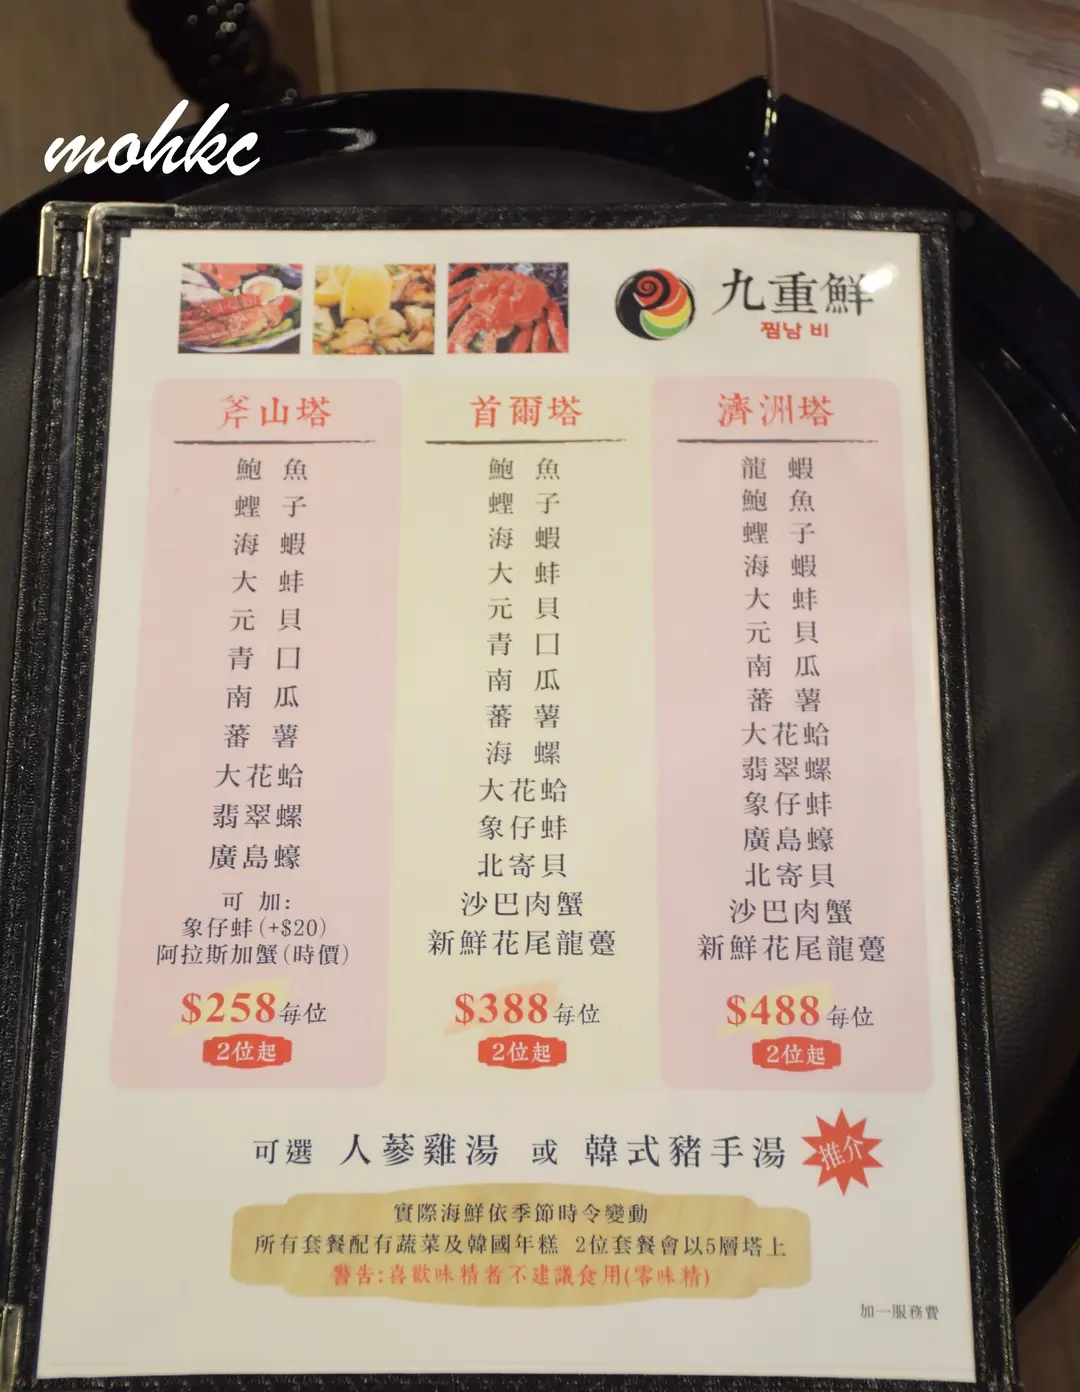 mohkc
九重鮮
찜남비
斧山塔
鮑魚
蟶子
海蝦
大蚌
元貝
青口
南瓜
蕃薯
大花蛤
翡翠螺
廣島蠔
可加:
象仔蚌(+$20)
阿拉斯加蟹(時價)
$258每位
2位起
首爾塔
鮑魚
蟶子
海蝦
大蚌
元貝
青口
南瓜
蕃薯
海螺
大花蛤
象仔蚌
北寄貝
沙巴肉蟹
新鮮花尾龍躉
$388每位
2位起
濟洲塔
龍蝦
鮑魚
蟶子
海蝦
大蚌
元貝
南瓜
蕃薯
大花蛤
翡翠螺
象仔蚌
廣島蠔
北寄貝
沙巴肉蟹
新鮮花尾龍躉
$488每位
2位起
可選 人蔘雞湯 或 韓式豬手湯
推介
實際海鮮依季節時令變動
所有套餐配有蔬菜及韓國年糕 2位套餐會以5層塔上
警告:喜歡味精者不建議食用(零味精)
加一服務費